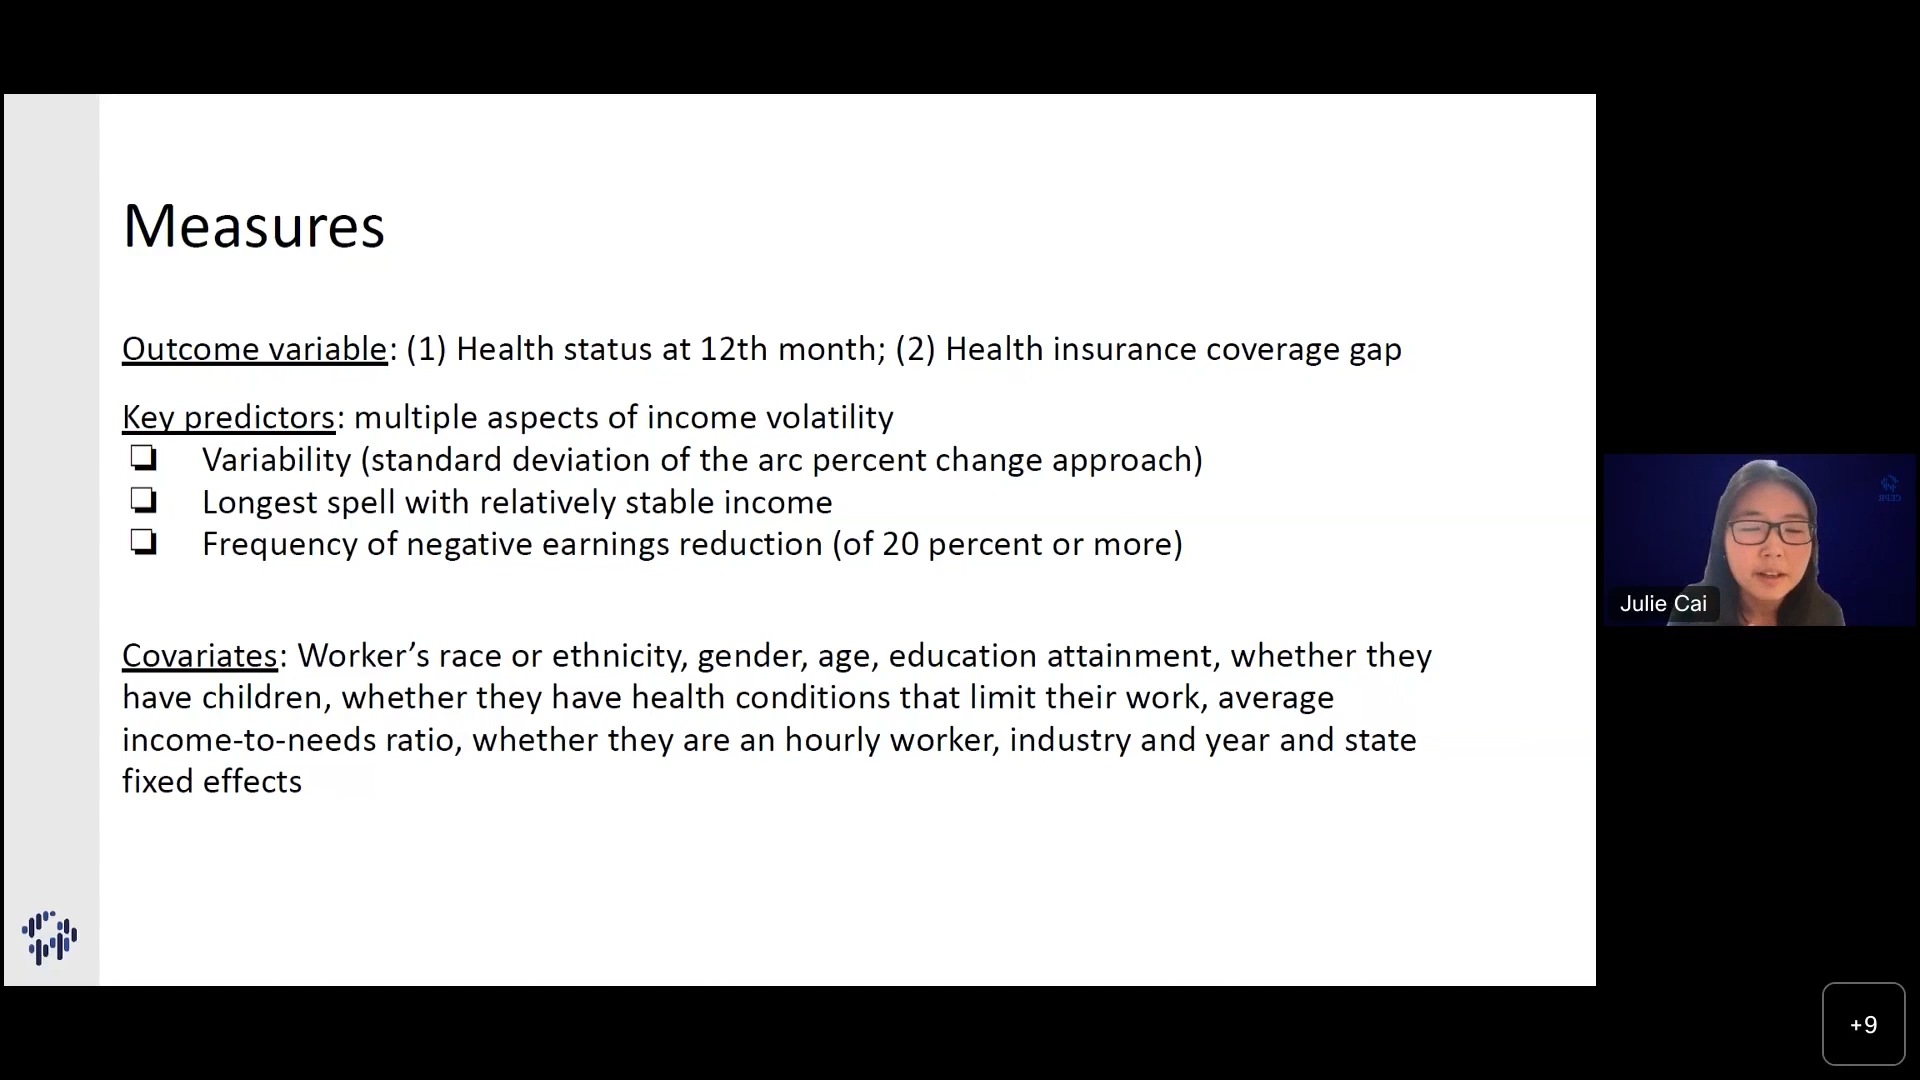 Measures
Outcome variable: (1) Health status at 12th month; (2) Health insurance coverage gap
Key predictors: multiple aspects of income volatility
Variability (standard deviation of the arc percent change approach)
Longest spell with relatively stable income
Frequency of negative earnings reduction (of 20 percent or more)
Covariates: Worker’s race or ethnicity, gender, age, education attainment, whether they
have children, whether they have health conditions that limit their work, average
income-to-needs ratio, whether they are an hourly worker, industry and year and state
fixed effects
Julie Cai
+9